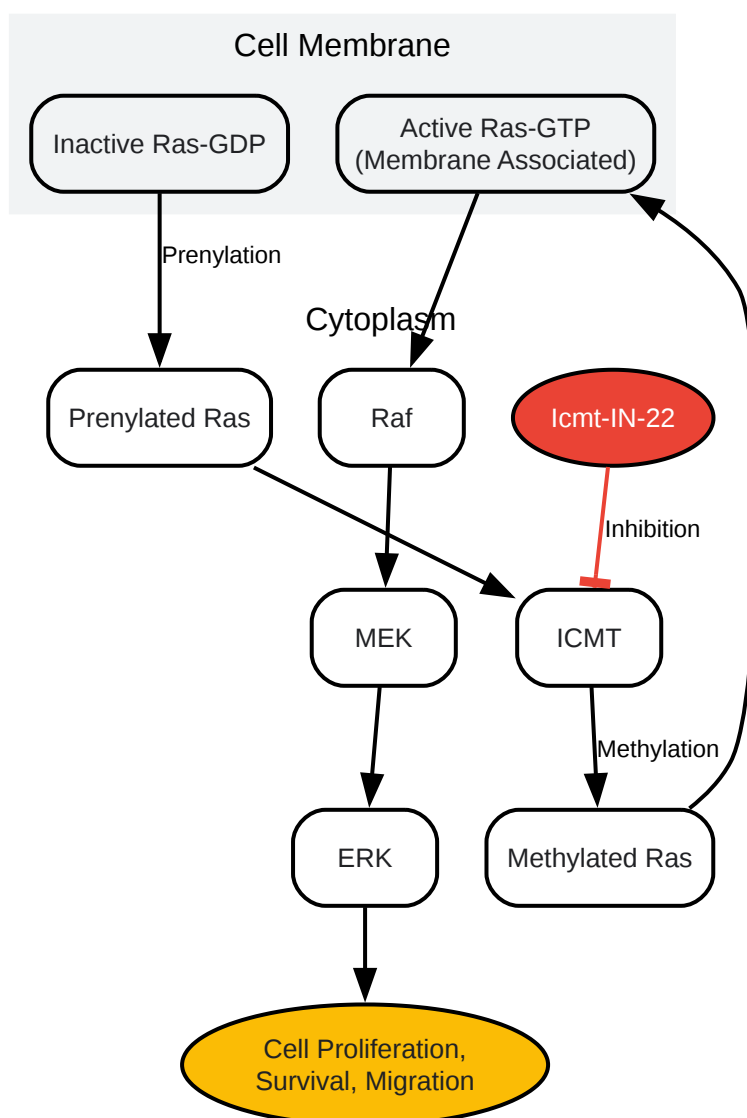 Cell Membrane
Inactive Ras-GDP
Active Ras-GTP
(Membrane Associated)
Prenylation
Cytoplasm
Prenylated Ras
Raf
Icmt-IN-22
Inhibition
MEK
ICMT
Methylation
ERK
Methylated Ras
Cell Proliferation,
Survival, Migration